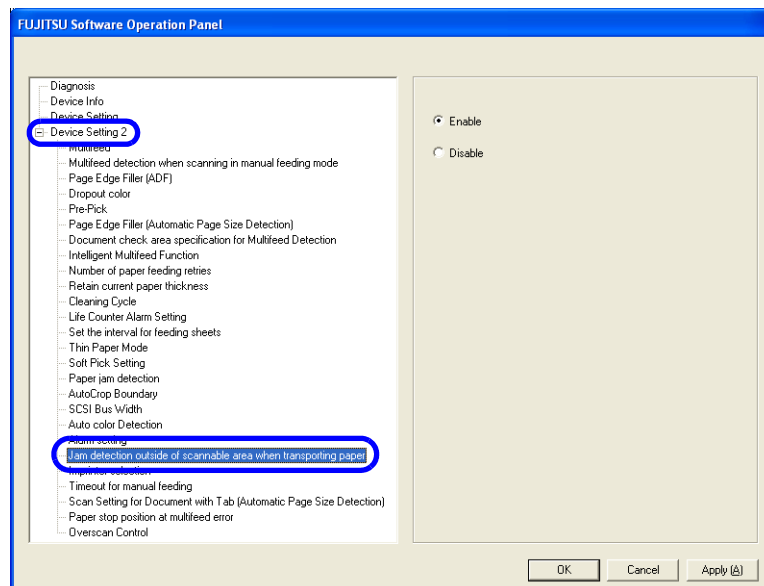 FUJITSU Software Operation Panel
Diagnosis
Device Info
Device Setting
Device Setting 2
Multifeed
Multifeed detection when scanning in manual feeding mode
Page Edge Filler (ADF)
Dropout color
Pre-Pick
Page Edge Filler (Automatic Page Size Detection)
Document check area specification for Multifeed Detection
Intelligent Multifeed Function
Number of paper feeding retries
Retain current paper thickness
Cleaning Cycle
Life Counter Alarm Setting
Set the interval for feeding sheets
Thin Paper Mode
Soft Pick Setting
Paper jam detection
AutoCrop Boundary
SCSI Bus Width
Auto color Detection
Alarm setting
Jam detection outside of scannable area when transporting paper
Imprinter selection
Timeout for manual feeding
Scan Setting for Document with Tab (Automatic Page Size Detection)
Paper stop position at multifeed error
Overscan Control
Enable
Disable
OK Cancel Apply (A)